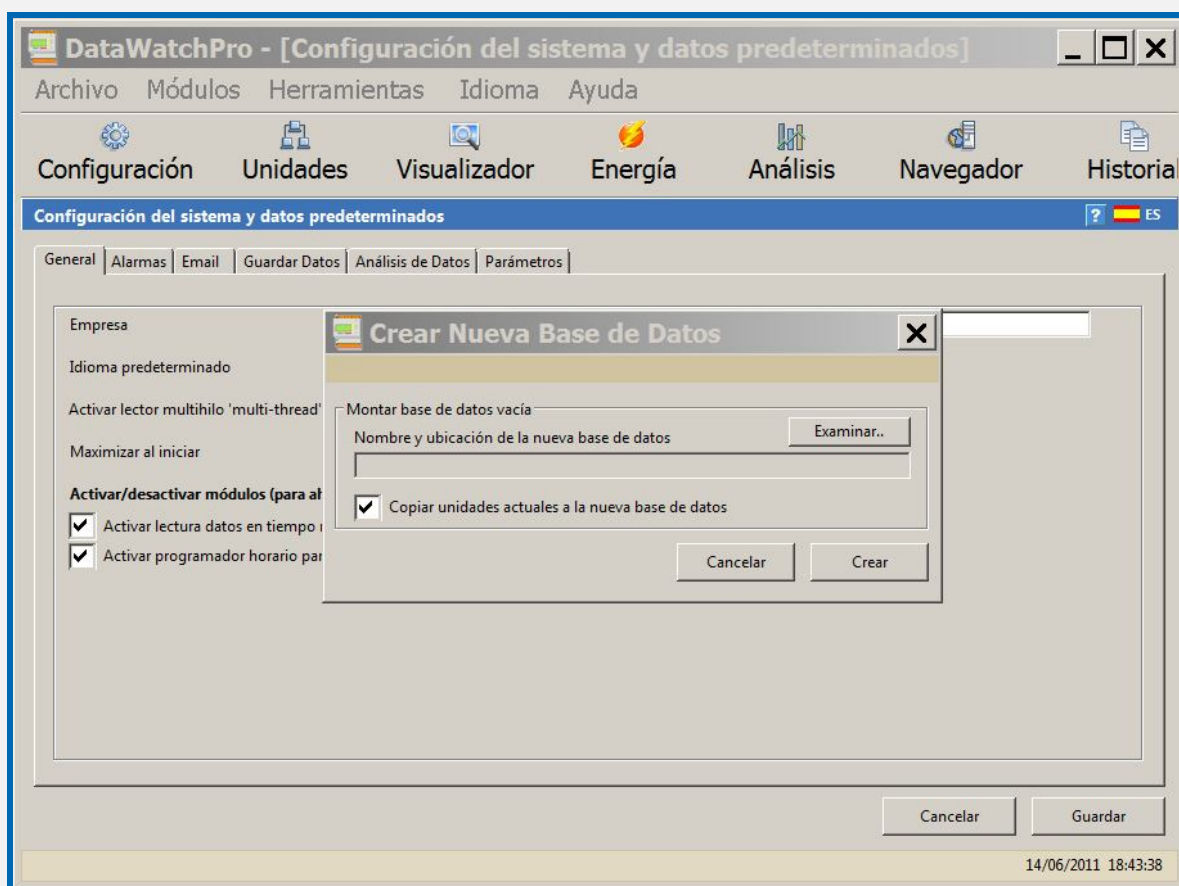 DataWatchPro - [Configuración del sistema y datos predeterminados]
Archivo Módulos Herramientas Idioma Ayuda
Configuración Unidades Visualizador Energía Análisis Navegador Historial
Configuración del sistema y datos predeterminados ? ES
General Alarmas Email Guardar Datos Análisis de Datos Parámetros
Empresa
Idioma predeterminado
Activar lector multihilo 'multi-thread'
Maximizar al iniciar
Activar/desactivar módulos (para
Activar lectura datos en tiempo
Activar programador horario
Crear Nueva Base de Datos
Montar base de datos vacía
Nombre y ubicación de la nueva base de datos Examinar..
Copiar unidades actuales a la nueva base de datos
Cancelar Crear
Cancelar Guardar
14/06/2011 18:43:38